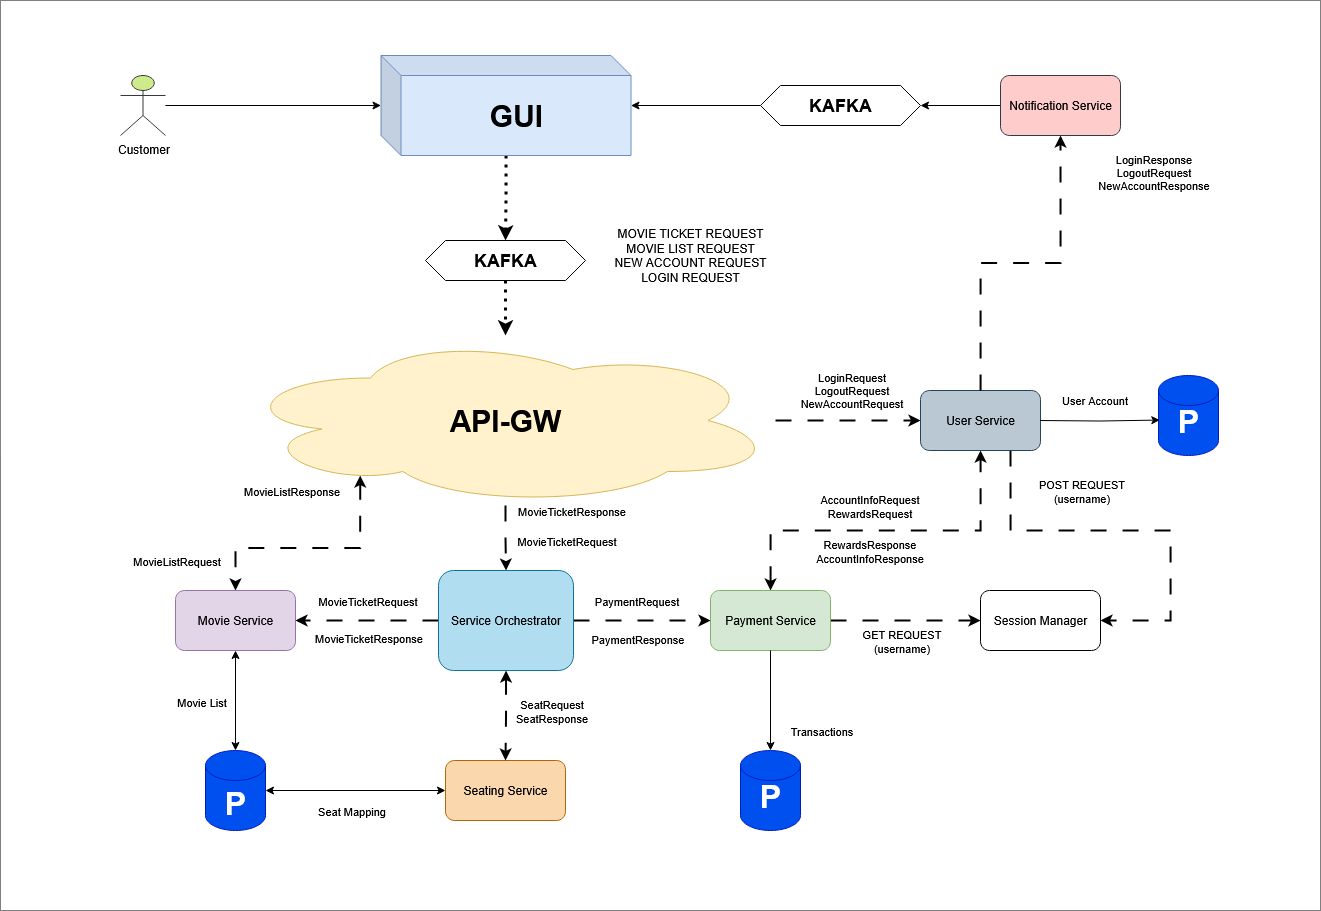 GUI
KAFKA
Notification Service
Customer
LoginResponse
LogoutRequest
NewAccountResponse
KAFKA
MOVIE TICKET REQUEST
MOVIE LIST REQUEST
NEW ACCOUNT REQUEST
LOGIN REQUEST
API-GW
LoginRequest
LogoutRequest
NewAccountRequest
User Service
User Account
P
MovieListResponse
MovieTicketResponse
MovieTicketRequest
AccountInfoRequest
RewardsRequest
POST REQUEST
(username)
MovieListRequest
RewardsResponse
AccountInfoResponse
Movie Service
MovieTicketRequest
MovieTicketResponse
Service Orchestrator
PaymentRequest
PaymentResponse
Payment Service
GET REQUEST
(username)
Session Manager
Movie List
SeatRequest
SeatResponse
Transactions
P
Seat Mapping
Seating Service
P